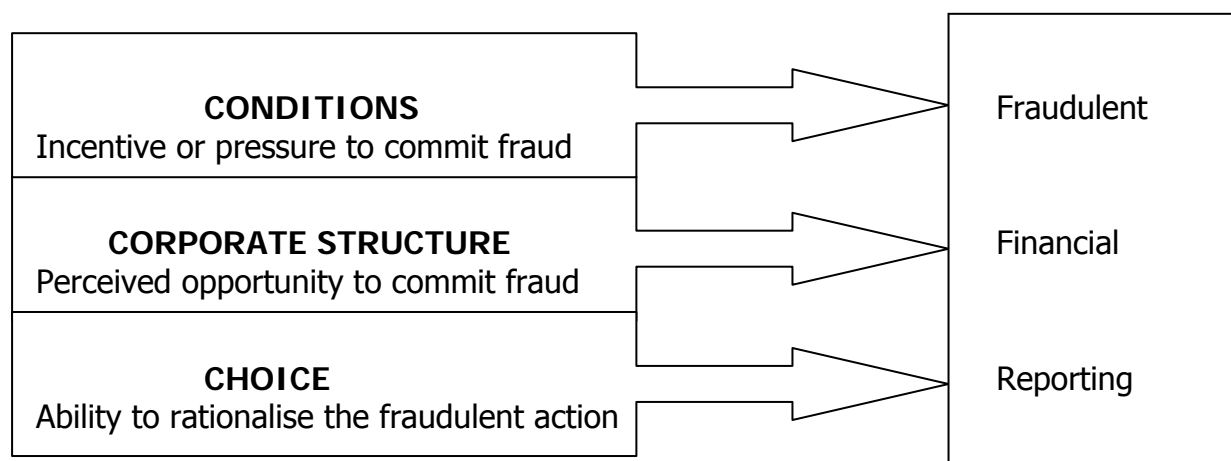 CONDITIONS
Incentive or pressure to commit fraud
CORPORATE STRUCTURE
Perceived opportunity to commit fraud
CHOICE
Ability to rationalise the fraudulent action
Fraudulent
Financial
Reporting